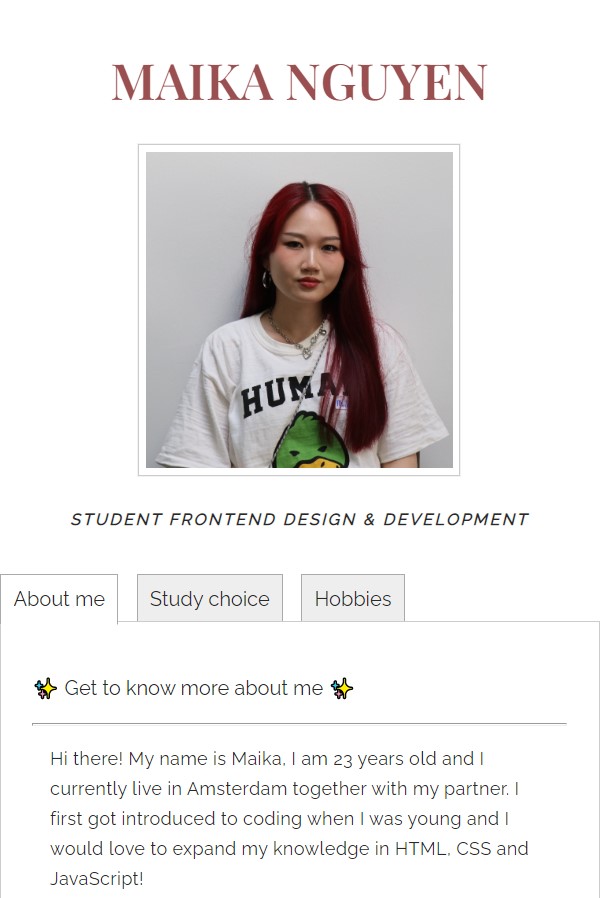 MAIKA NGUYEN
HUMA
STUDENT FRONTEND DESIGN & DEVELOPMENT
About me
Study choice
Hobbies
✨ Get to know more about me ✨
Hi there! My name is Maika, I am 23 years old and I
currently live in Amsterdam together with my partner. I
first got introduced to coding when I was young and I
would love to expand my knowledge in HTML, CSS and
JavaScript!